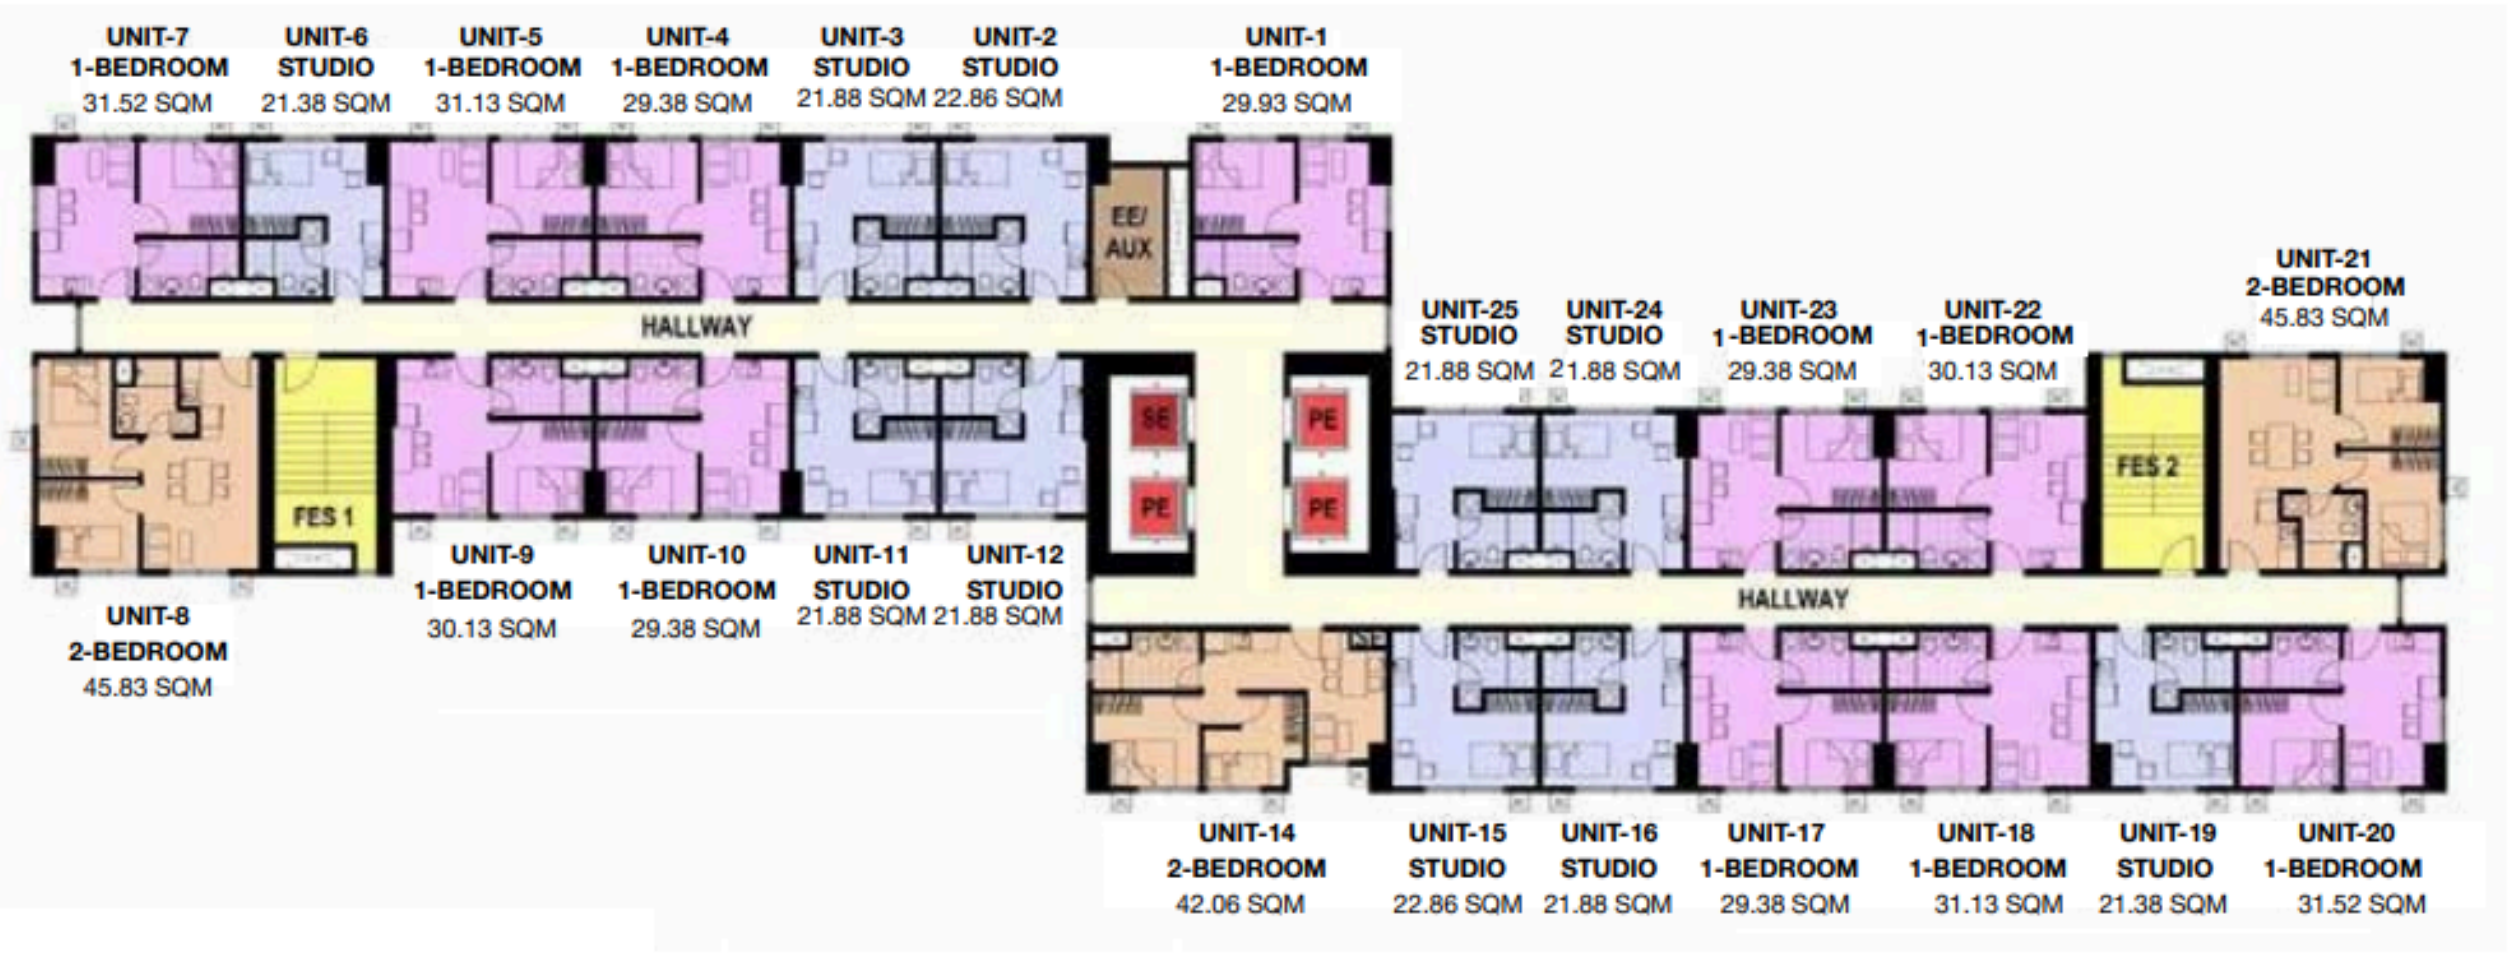 UNIT-7
1-BEDROOM
31.52 SQM
UNIT-6
STUDIO
21.38 SQM
UNIT-5
1-BEDROOM
31.13 SQM
UNIT-4
1-BEDROOM
29.38 SQM
UNIT-3
STUDIO
21.88 SQM
UNIT-2
STUDIO
22.86 SQM
UNIT-1
1-BEDROOM
29.93 SQM
EE/
AUX
HALLWAY
UNIT-25
STUDIO
21.88 SQM
UNIT-24
STUDIO
21.88 SQM
UNIT-23
1-BEDROOM
29.38 SQM
UNIT-22
1-BEDROOM
30.13 SQM
UNIT-21
2-BEDROOM
45.83 SQM
SE
PE
PE
PE
FES 1
FES 2
UNIT-8
2-BEDROOM
45.83 SQM
UNIT-9
1-BEDROOM
30.13 SQM
UNIT-10
1-BEDROOM
29.38 SQM
UNIT-11
STUDIO
21.88 SQM
UNIT-12
STUDIO
21.88 SQM
HALLWAY
UNIT-14
2-BEDROOM
42.06 SQM
UNIT-15
STUDIO
22.86 SQM
UNIT-16
STUDIO
21.88 SQM
UNIT-17
1-BEDROOM
29.38 SQM
UNIT-18
1-BEDROOM
31.13 SQM
UNIT-19
STUDIO
21.38 SQM
UNIT-20
1-BEDROOM
31.52 SQM